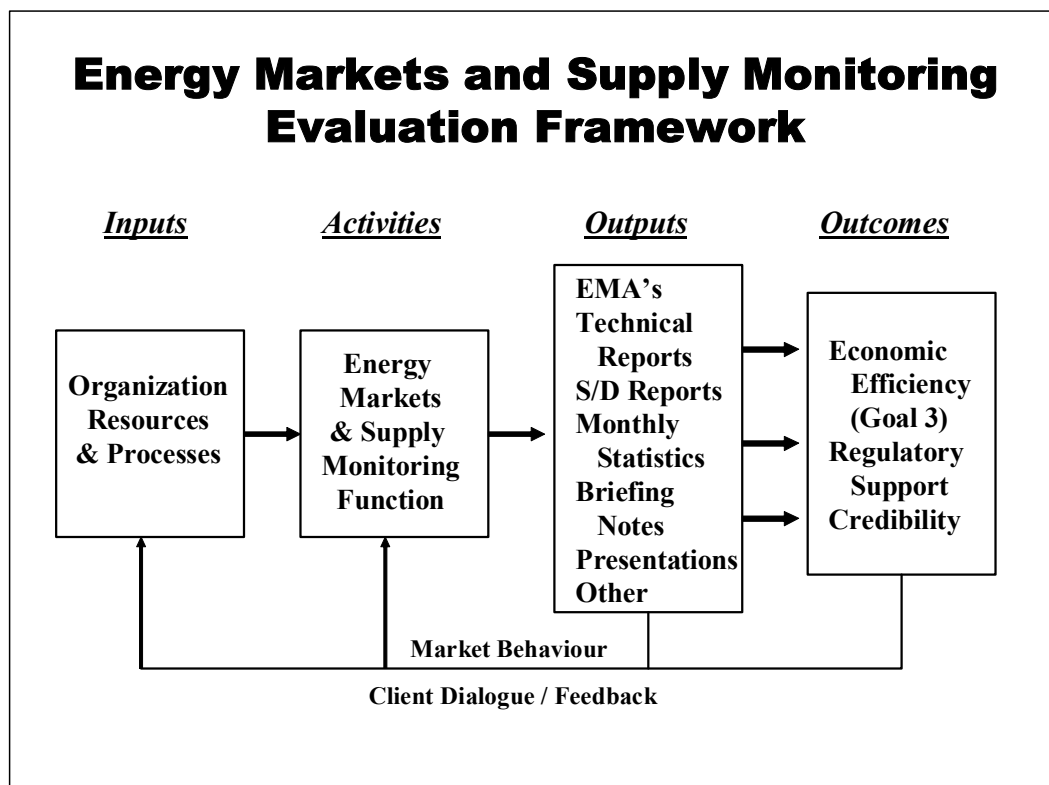 Energy Markets and Supply Monitoring
Evaluation Framework
Inputs
Activities
Outputs
Outcomes
Organization
Resources
& Processes
Energy
Markets
& Supply
Monitoring
Function
EMA’s
Technical
Reports
S/D Reports
Monthly
Statistics
Briefing
Notes
Presentations
Other
Economic
Efficiency
(Goal 3)
Regulatory
Support
Credibility
Market Behaviour
Client Dialogue / Feedback